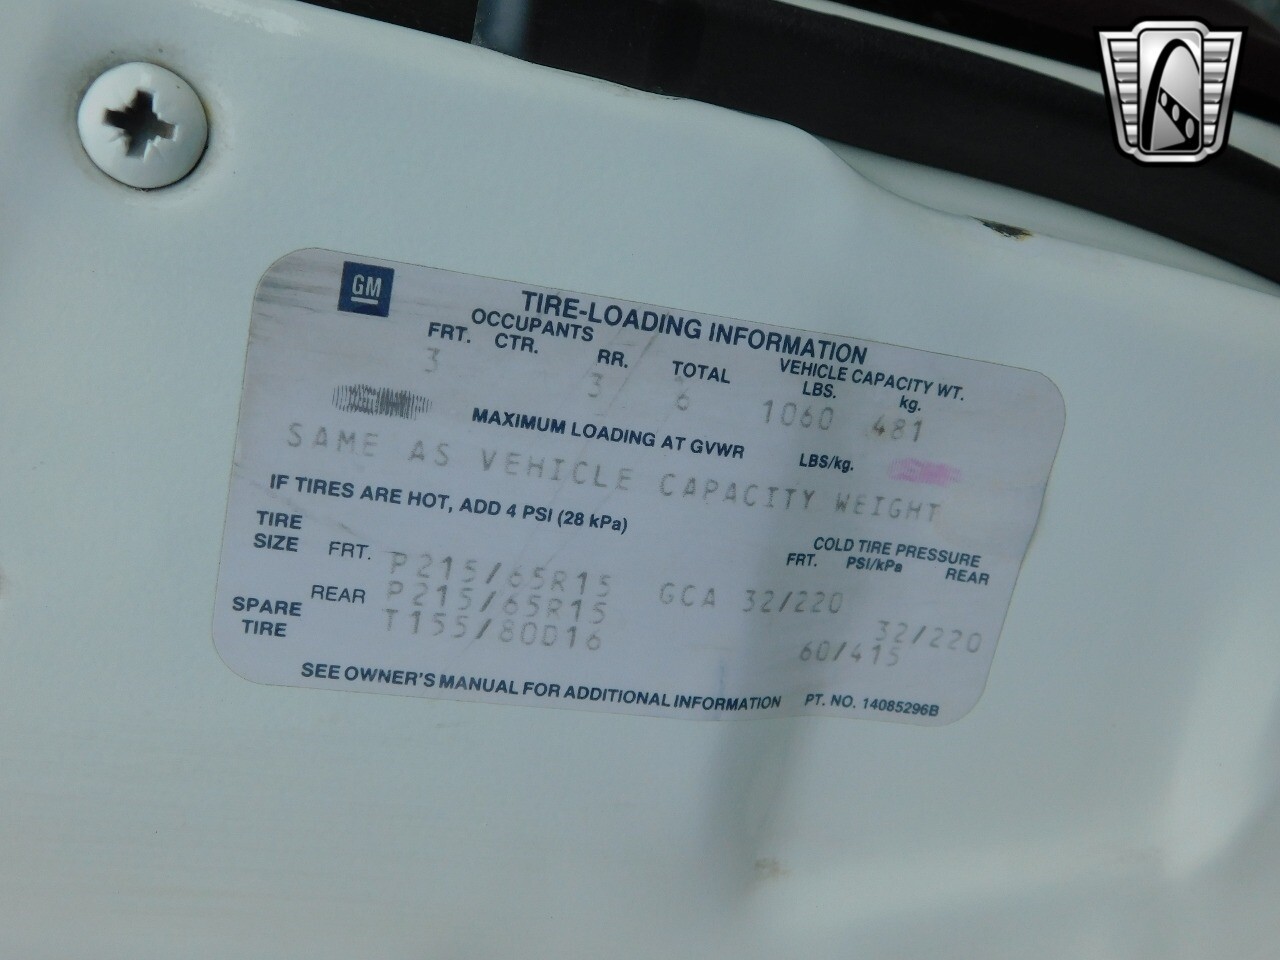 GM
TIRE-LOADING INFORMATION
OCCUPANTS VEHICLE CAPACITY WT.
FRT. CTR. RR. TOTAL LBS. kg.
3 3 6 1060 481
MAXIMUM LOADING AT GVWR LBS/kg.
SAME AS VEHICLE CAPACITY WEIGHT
IF TIRES ARE HOT, ADD 4 PSI (28 kPa)
TIRE SIZE COLD TIRE PRESSURE
FRT. PSI/kPa REAR
FRT. P215/65R15 GCA 32/220
REAR P215/65R15 32/220
SPARE TIRE T155/80D16 60/415
SEE OWNER'S MANUAL FOR ADDITIONAL INFORMATION PT. NO. 14085296B